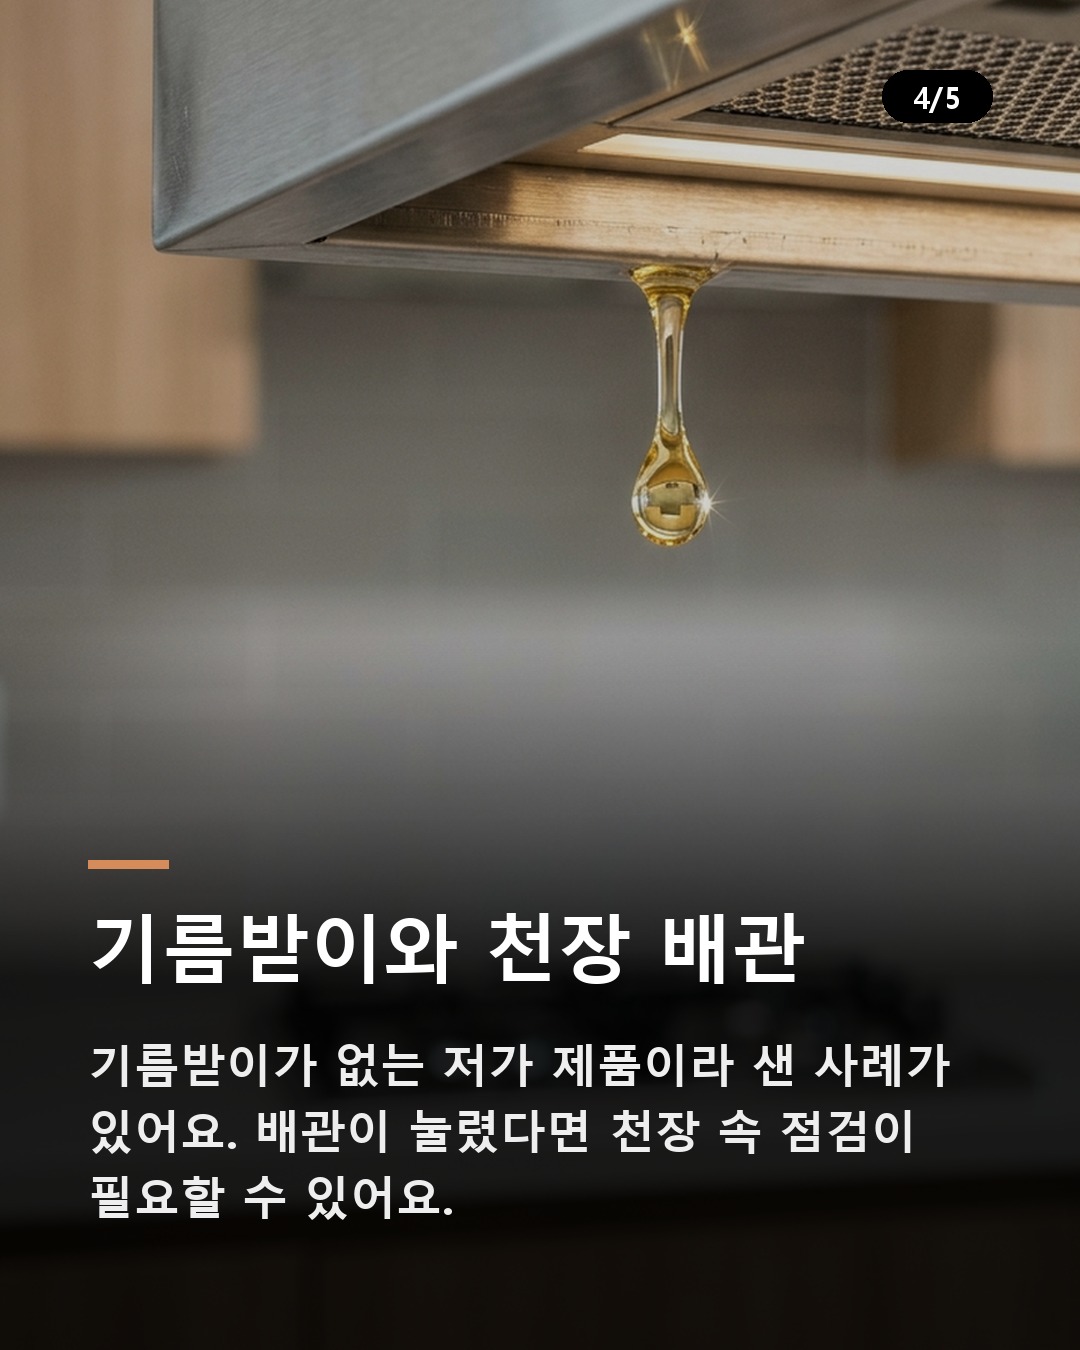 4/5
기름받이와 천장 배관
기름받이가 없는 저가 제품이라 샌 사례가
있어요. 배관이 눌렸다면 천장 속 점검이
필요할 수 있어요.